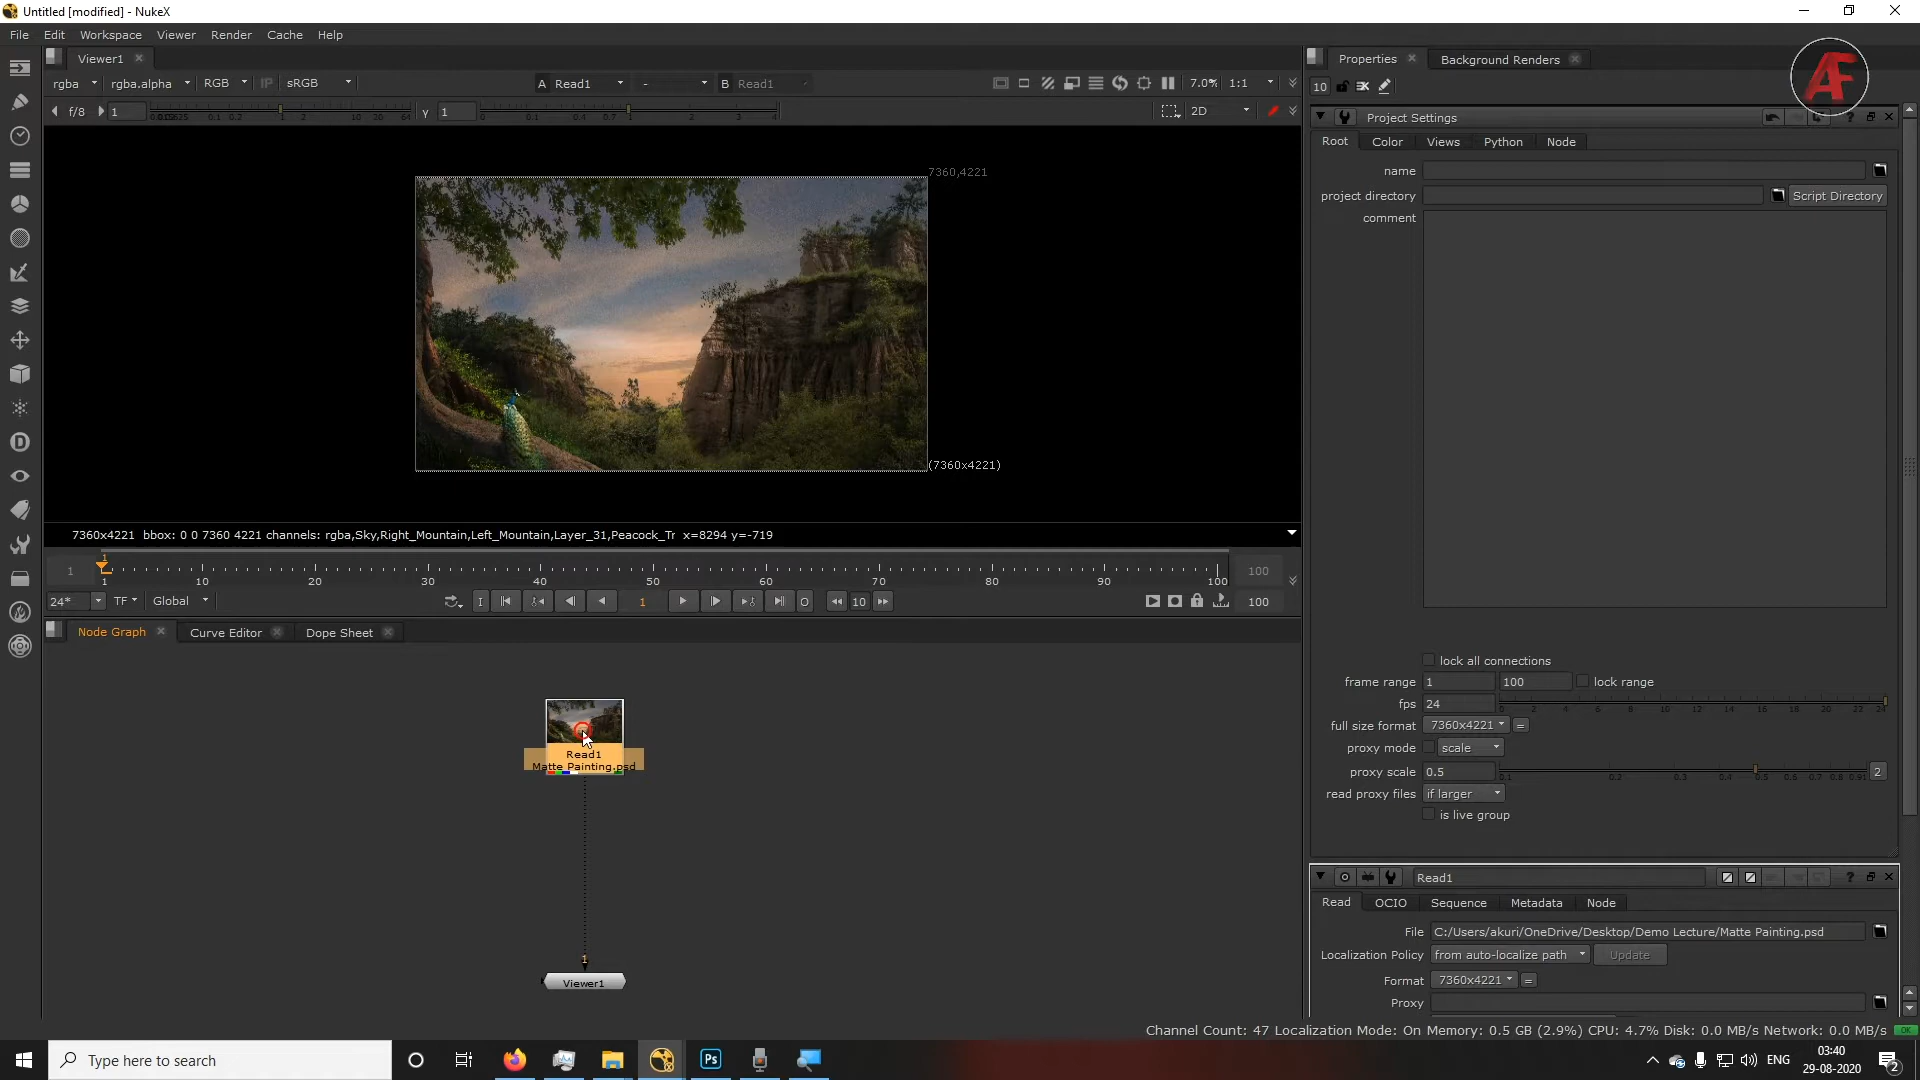 Untitled [modified] - NukeX
File Edit Workspace Viewer Render Cache Help
Viewer1
rgba rgba.alpha RGB IP sRGB A Read1 - B Read1 7.0% 1:1
f/8 1 Y 1 2D
7360,4221
(7360x4221)
7360x4221 bbox: 0 0 7360 4221 channels: rgba,Sky,Right_Mountain,Left_Mountain,Layer_31,Peacock_Tr x=8294 y=-719
1 1 100
1 10 20 30 40 50 60 70 80 90 100
24* TF Global I 1 O 10 100
Node Graph Curve Editor Dope Sheet
Read1
Matte Painting.psd
1
Viewer1
Properties Background Renders
AF
10
Project Settings
Root Color Views Python Node
name
project directory Script Directory
comment
lock all connections
frame range 1 100 lock range
fps 24
full size format 7360x4221 =
proxy mode scale
proxy scale 0.5 2
read proxy files if larger
is live group
Read1
Read OCIO Sequence Metadata Node
File C:/Users/akuri/OneDrive/Desktop/Demo Lecture/Matte Painting.psd
Localization Policy from auto-localize path Update
Format 7360x4221 =
Proxy
Channel Count: 47 Localization Mode: On Memory: 0.5 GB (2.9%) CPU: 4.7% Disk: 0.0 MB/s Network: 0.0 MB/s
Type here to search
Ps
ENG
03:40
29-08-2020
2